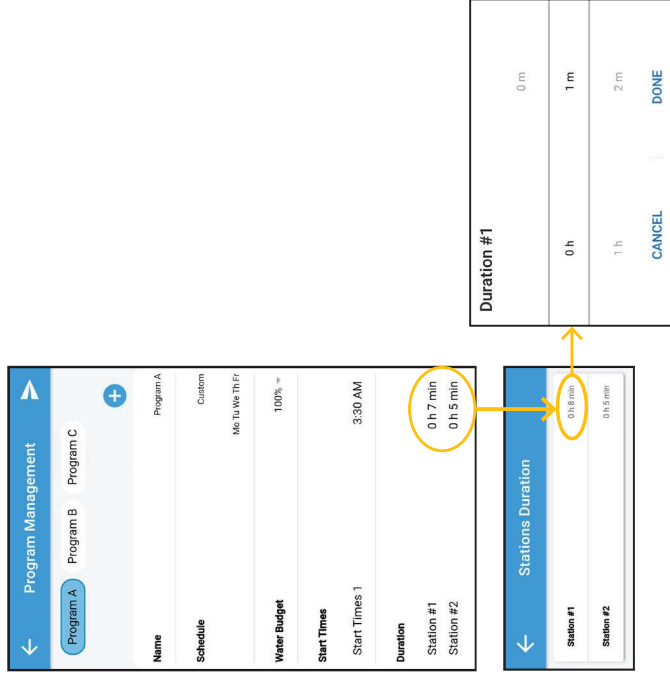 Program Management
Program A Program B Program C
+
Name Program A
Schedule Custom
Mo Tu We Th Fr
Water Budget 100%
Start Times
Start Times 1 3:30 AM
Duration
Station #1 0 h 7 min
Station #2 0 h 5 min
Stations Duration
Station #1 0 h 8 min
Station #2 0 h 5 min
Duration #1
0 m
0 h 1 m
1 h 2 m
CANCEL DONE